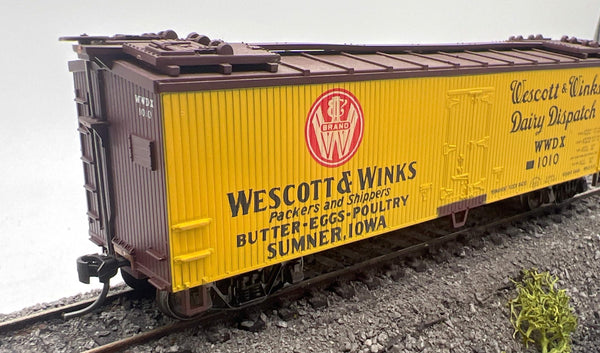 WWDX
1010
BRAND
W
WESCOTT & WINKS
Packers and Shippers
BUTTER-EGGS-POULTRY
SUMNER, IOWA
Wescott & Winks
Dairy Dispatch
WWDX
1010